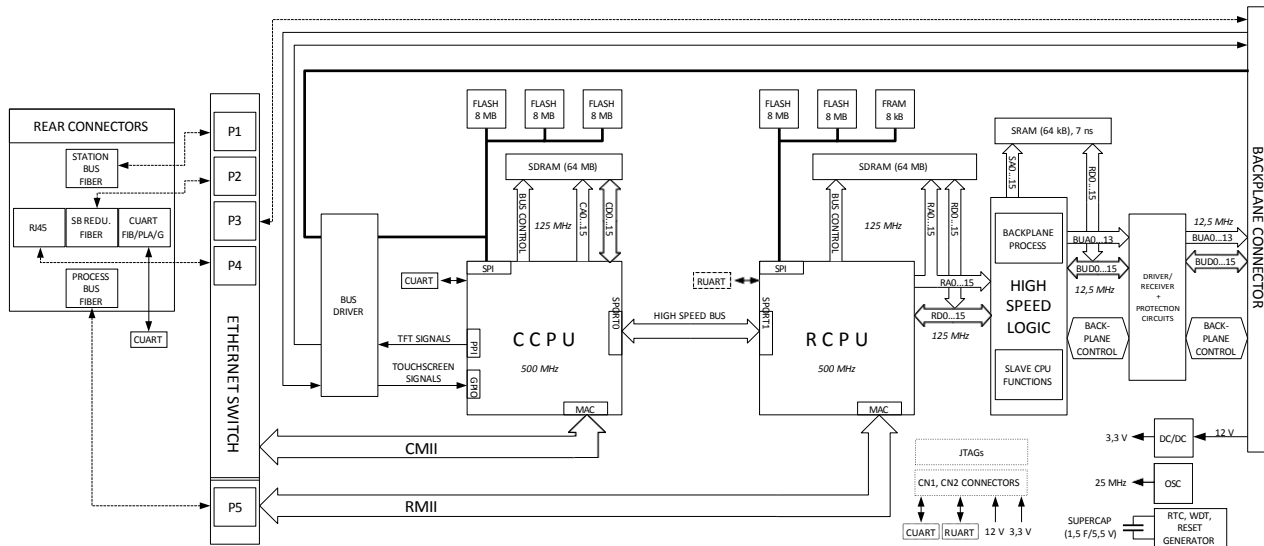 REAR CONNECTORS
STATION
BUS
FIBER
RJ45
SB REDU.
FIBER
CUART
FIB/PLA/G
PROCESS
BUS
FIBER
CUART
P1
P2
P3
P4
ETHERNET SWITCH
P5
BUS
DRIVER
FLASH
8 MB
FLASH
8 MB
FLASH
8 MB
SDRAM (64 MB)
BUS CONTROL
125 MHz
CA0...15
CD0...15
CUART
SPI
SPORT0
CCPU
500 MHz
PPI
GPIO
MAC
TFT SIGNALS
TOUCHSCREEN
SIGNALS
CMII
RMII
HIGH SPEED BUS
FLASH
8 MB
FLASH
8 MB
FRAM
8 kB
SDRAM (64 MB)
BUS CONTROL
125 MHz
RA0...15
RD0...15
RUART
SPI
SPORT1
RCPU
500 MHz
MAC
RA0...15
RD0...15
125 MHz
SRAM (64 kB), 7 ns
SA0...15
RD0...15
BACKPLANE
PROCESS
HIGH
SPEED
LOGIC
SLAVE CPU
FUNCTIONS
BUA0...13
BUD0...15
12,5 MHz
BACK-
PLANE
CONTROL
DRIVER/
RECEIVER
+
PROTECTION
CIRCUITS
12,5 MHz
BUA0...13
BUD0...15
BACK-
PLANE
CONTROL
BACKPLANE CONNECTOR
3,3 V
DC/DC
12 V
25 MHz
OSC
SUPERCAP
(1,5 F/5,5 V)
RTC, WDT,
RESET
GENERATOR
JTAGs
CN1, CN2 CONNECTORS
CUART
RUART
12 V
3,3 V